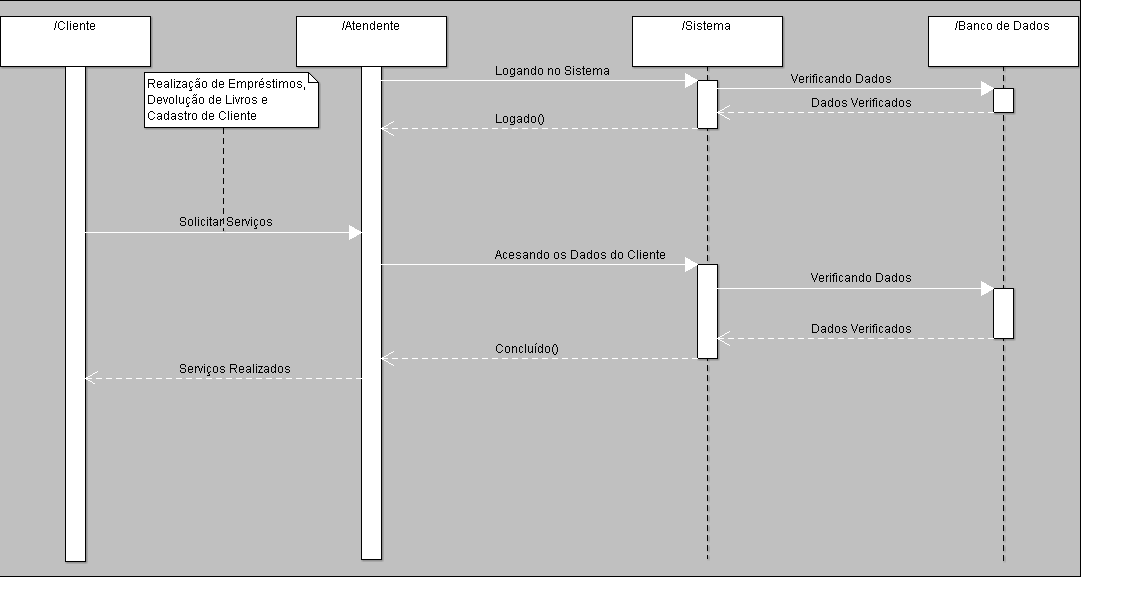 /Cliente
/Atendente
/Sistema
/Banco de Dados
Realização de Empréstimos,
Devolução de Livros e
Cadastro de Cliente
Logando no Sistema
Verificando Dados
Dados Verificados
Logado()
Solicitar Serviços
Acesando os Dados do Cliente
Verificando Dados
Dados Verificados
Concluído()
Serviços Realizados